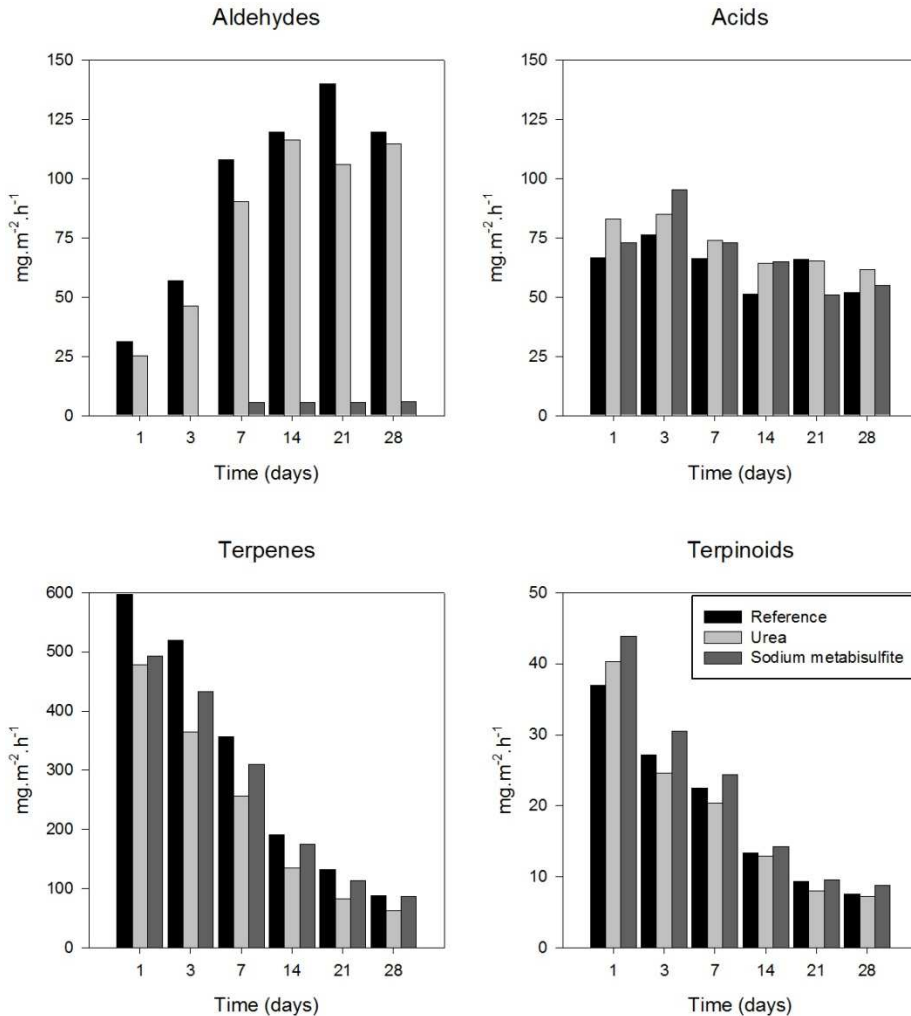 Aldehydes
150
125
100
75
50
25
0
mg.m-2.h-1
1 3 7 14 21 28
Time (days)
Acids
150
125
100
75
50
25
0
mg.m-2.h-1
1 3 7 14 21 28
Time (days)
Terpenes
600
500
400
300
200
100
0
mg.m-2.h-1
1 3 7 14 21 28
Time (days)
Terpinoids
50
40
30
20
10
0
mg.m-2.h-1
Reference
Urea
Sodium metabisulfite
1 3 7 14 21 28
Time (days)